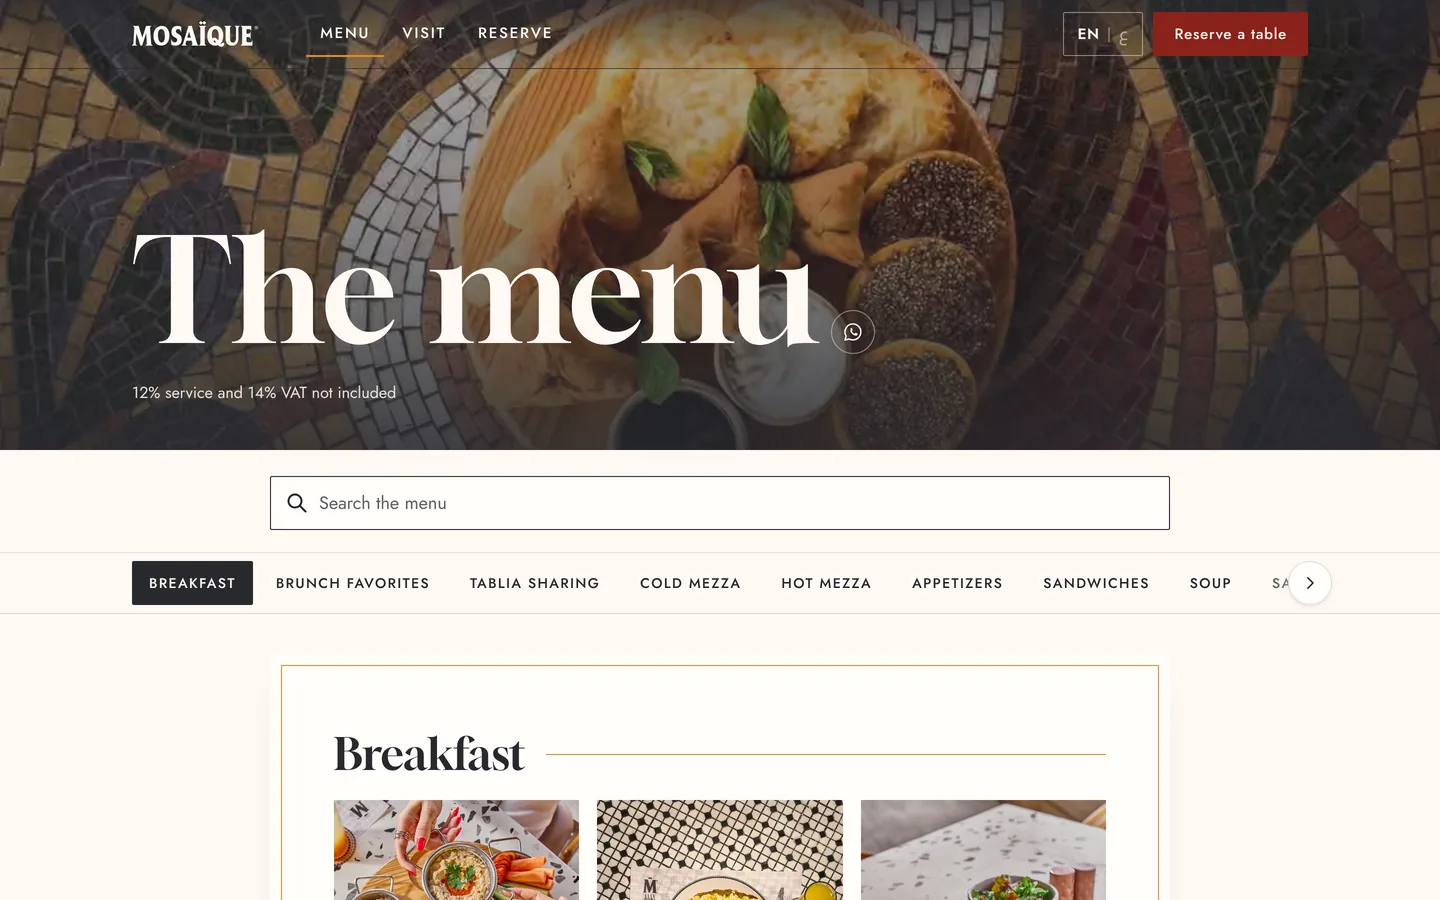 MOSAÏQUE
MENU
VISIT
RESERVE
EN | ع
Reserve a table
The menu
12% service and 14% VAT not included
Search the menu
BREAKFAST
BRUNCH FAVORITES
TABLIA SHARING
COLD MEZZA
HOT MEZZA
APPETIZERS
SANDWICHES
SOUP
Breakfast